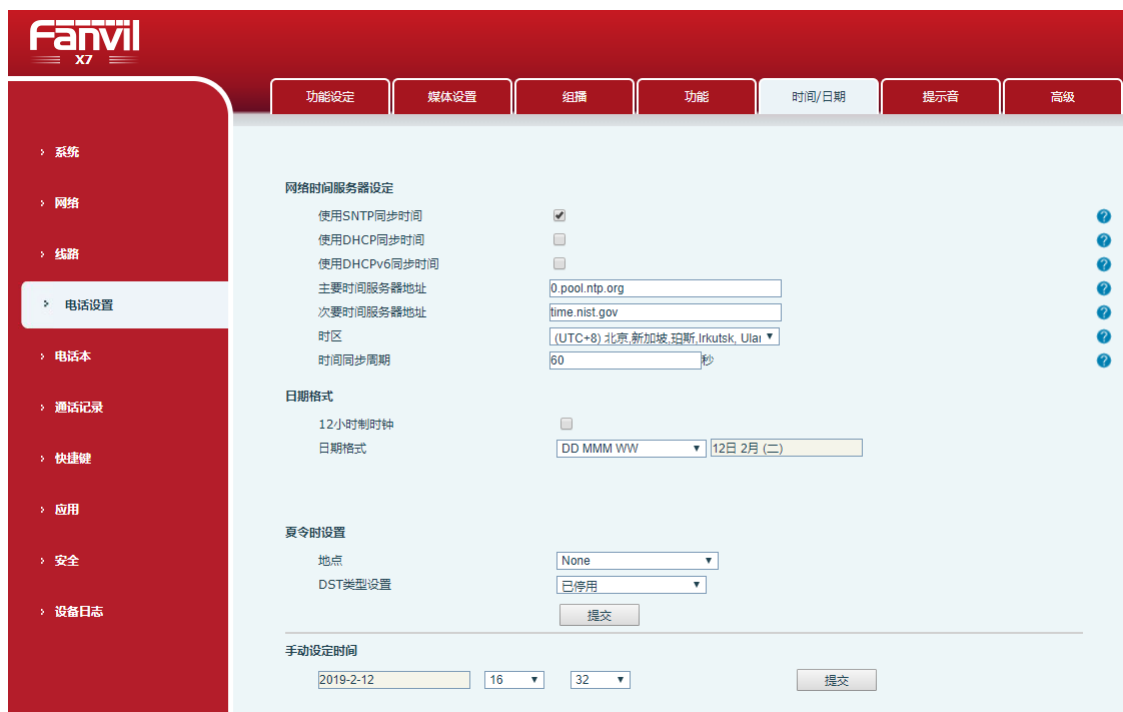 Fanvil
X7
功能设定 媒体设置 组播 功能 时间/日期 提示音 高级
系统
网络
线路
电话设置
电话本
通话记录
快捷键
应用
安全
设备日志
网络时间服务器设定
使用SNTP同步时间
使用DHCP同步时间
使用DHCPv6同步时间
主要时间服务器地址 0.pool.ntp.org
次要时间服务器地址 time.nist.gov
时区 (UTC+8) 北京,新加坡,珀斯,Irkutsk, Ular
时间同步周期 60 秒
日期格式
12小时制时钟
日期格式 DD MMM WW 12日 2月 (二)
夏令时设置
地点 None
DST类型设置 已停用
提交
手动设定时间
2019-2-12 16 32 提交